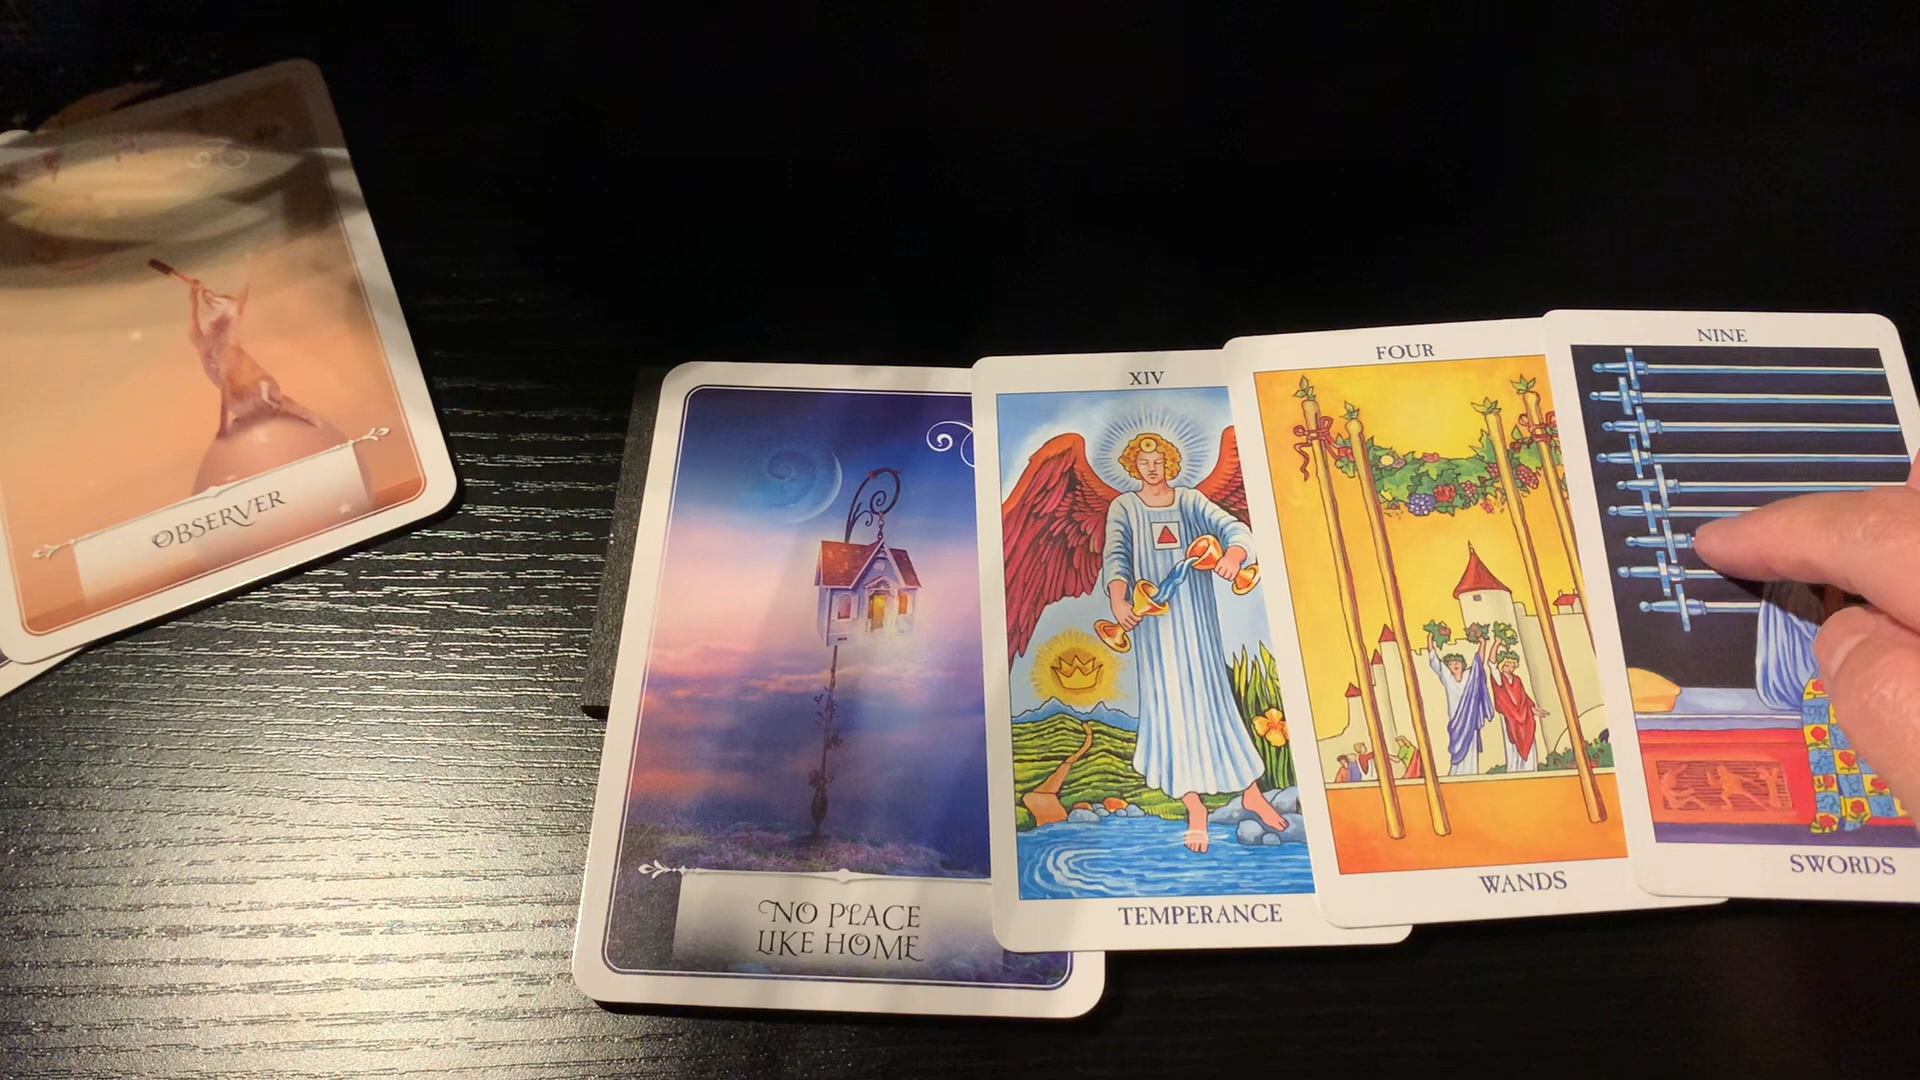 OBSERVER
NO PLACE
LIKE HOME
XIV
TEMPERANCE
FOUR
WANDS
NINE
SWORDS